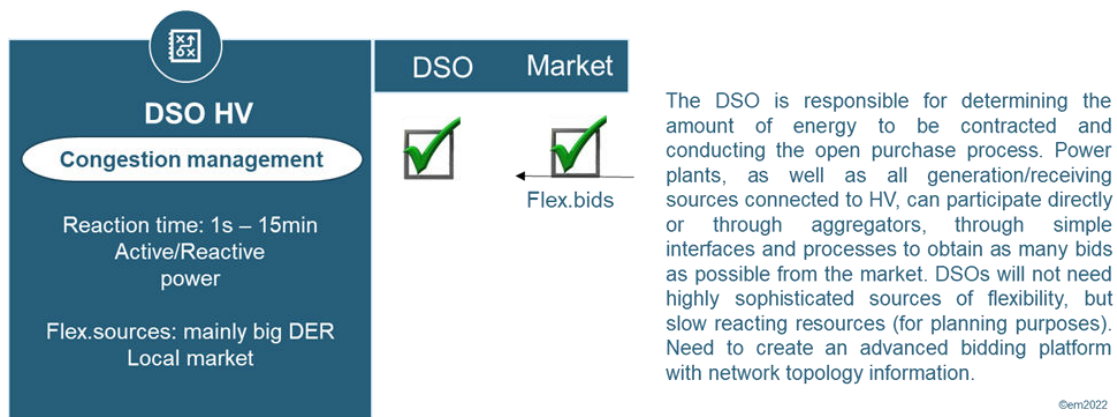 DSO HV
Congestion management
Reaction time: 1s – 15min
Active/Reactive
power
Flex.sources: mainly big DER
Local market
DSO
Market
Flex.bids
The DSO is responsible for determining the
amount of energy to be contracted and
conducting the open purchase process. Power
plants, as well as all generation/receiving
sources connected to HV, can participate directly
or through aggregators, through simple
interfaces and processes to obtain as many bids
as possible from the market. DSOs will not need
highly sophisticated sources of flexibility, but
slow reacting resources (for planning purposes).
Need to create an advanced bidding platform
with network topology information.
©em2022